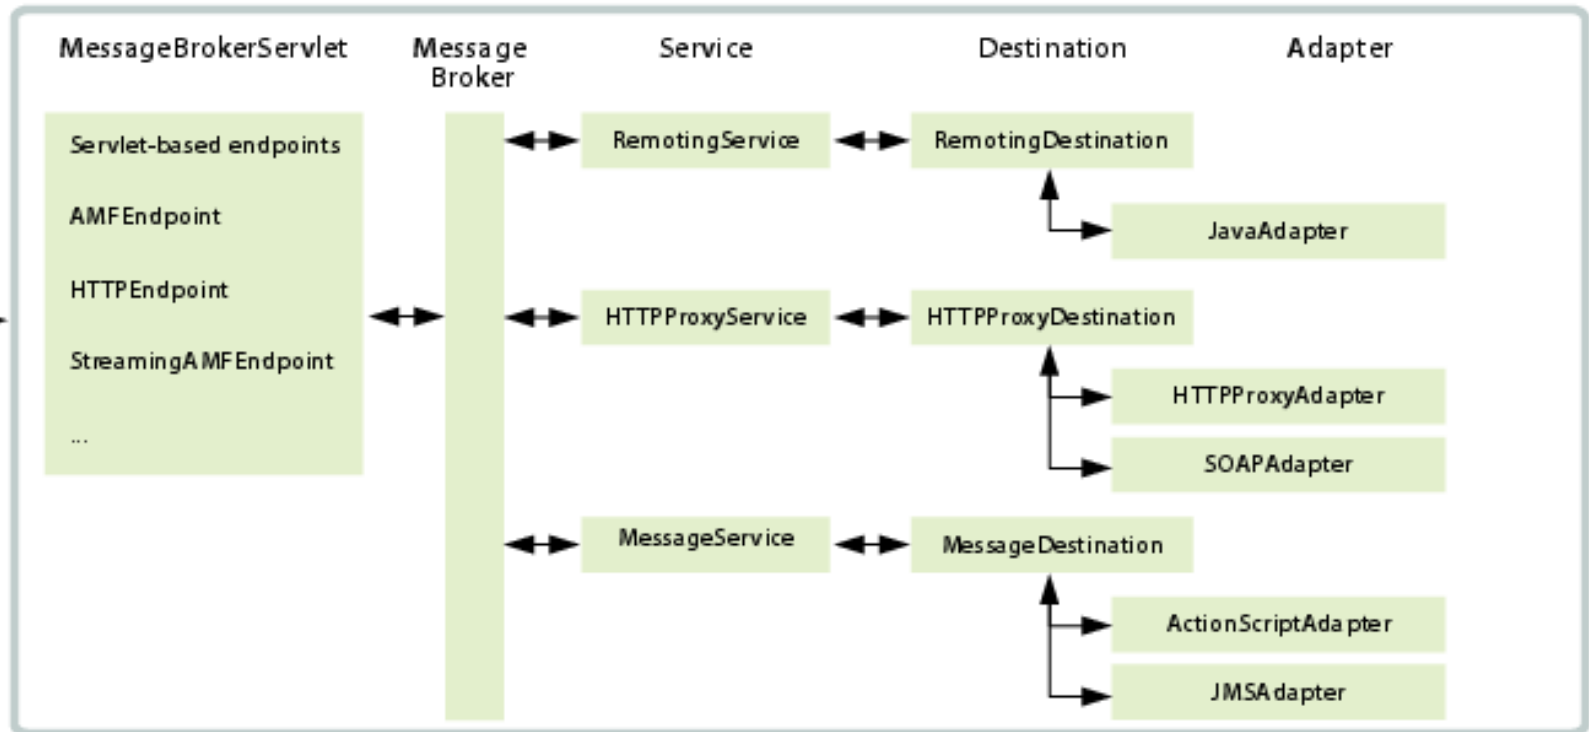 MessageBrokerServlet
Message
Broker
Service
Destination
Adapter
Servlet-based endpoints
AMFEndpoint
HTTPEndpoint
StreamingAMFEndpoint
...
RemotingService
RemotingDestination
JavaAdapter
HTTPProxyService
HTTPProxyDestination
HTTPProxyAdapter
SOAPAdapter
MessageService
MessageDestination
ActionScriptAdapter
JMSAdapter